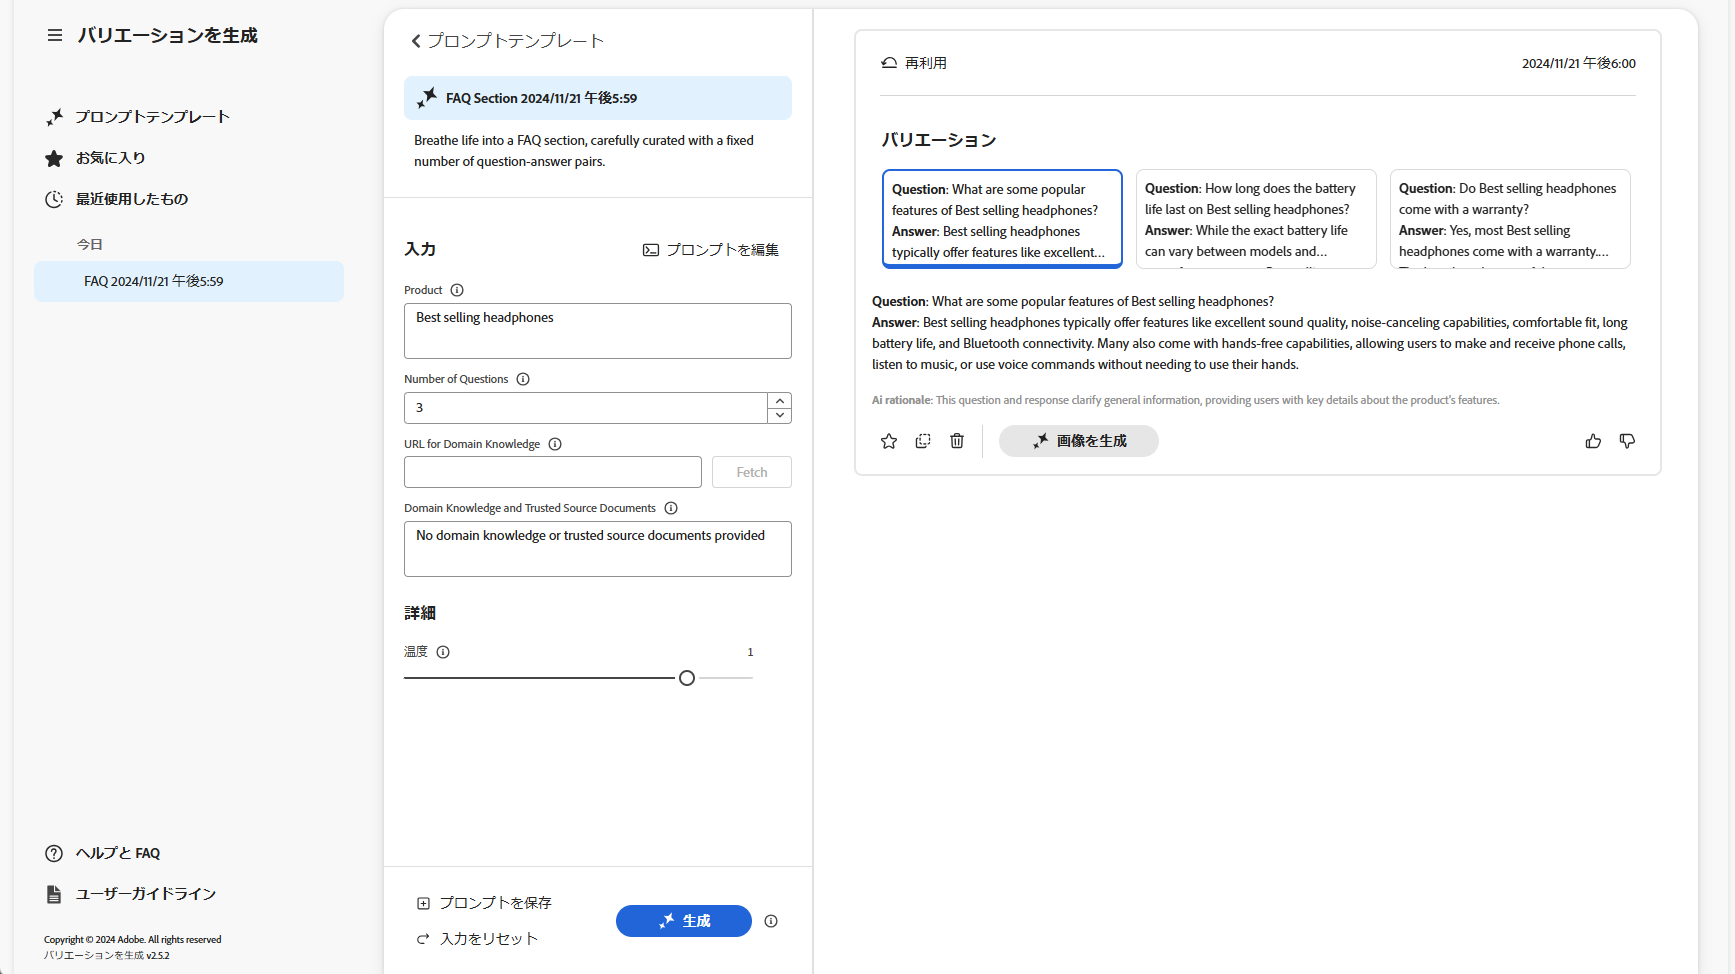 バリエーションを生成
プロンプトテンプレート
お気に入り
最近使用したもの
今日
FAQ 2024/11/21 午後5:59
ヘルプと FAQ
ユーザーガイドライン
Copyright © 2024 Adobe. All rights reserved
バリエーションを生成 v2.5.2
プロンプトテンプレート
FAQ Section 2024/11/21 午後5:59
Breathe life into a FAQ section, carefully curated with a fixed
number of question-answer pairs.
入力
プロンプトを編集
Product
Best selling headphones
Number of Questions
3
URL for Domain Knowledge
Fetch
Domain Knowledge and Trusted Source Documents
No domain knowledge or trusted source documents provided
詳細
温度
1
プロンプトを保存
入力をリセット
生成
再利用
2024/11/21 午後6:00
バリエーション
Question: What are some popular
features of Best selling headphones?
Answer: Best selling headphones
typically offer features like excellent...
Question: How long does the battery
life last on Best selling headphones?
Answer: While the exact battery life
can vary between models and...
Question: Do Best selling headphones
come with a warranty?
Answer: Yes, most Best selling
headphones come with a warranty....
Question: What are some popular features of Best selling headphones?
Answer: Best selling headphones typically offer features like excellent sound quality, noise-canceling capabilities, comfortable fit, long
battery life, and Bluetooth connectivity. Many also come with hands-free capabilities, allowing users to make and receive phone calls,
listen to music, or use voice commands without needing to use their hands.
Ai rationale: This question and response clarify general information, providing users with key details about the product's features.
画像を生成